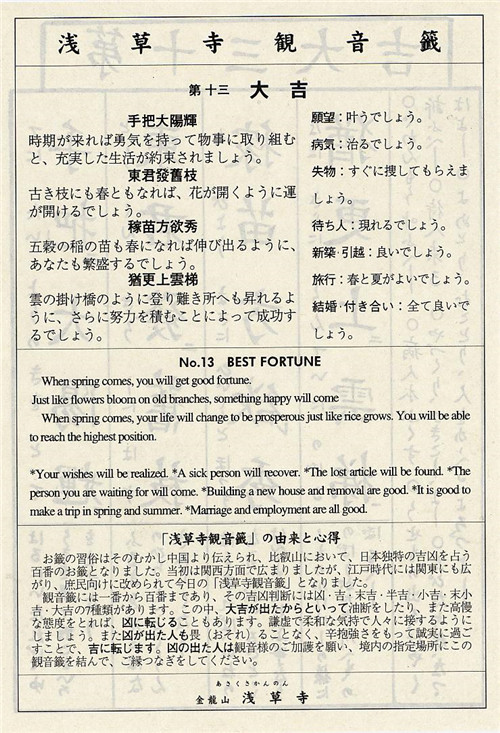 浅草寺観音籤
第十三 大吉
手把大陽輝
時期が来れば勇気を持って物事に取り組む
と、充実した生活が約束されましょう。
東君發舊枝
古き枝にも春ともなれば、花が開くように運
が開けるでしょう。
稼苗方欲秀
五穀の稲の苗も春になれば伸び出るように、
あなたも繁盛するでしょう。
猶更上雲梯
雲の掛け橋のように登り難き所へも昇れるよ
うに、さらに努力を積むことによって成功す
るでしょう。
願望：叶うでしょう。
病気：治るでしょう。
失物：すぐに捜してもらえま
しょう。
待ち人：現れるでしょう。
新築・引越：良いでしょう。
旅行：春と夏がよいでしょう。
結婚・付き合い：全て良いで
しょう。
No.13 BEST FORTUNE
When spring comes, you will get good fortune.
Just like flowers bloorn on old branches, something happy will come
When spring comes, your life will change to be prosperous just like rice grows. You will be able
to reach the highest position.
*Your wishes will be realized. *A sick person will recover. *The lost article will be found. *The
person you are waiting for will come. *Building a new house and removal are good. *It is good to
make a trip in spring and summer. *Marriage and employment are all good.
「浅草寺観音籤」の由来と心得
お籤の習俗はそのむかし中国より伝えられ、比叡山において、日本独特の吉凶を占う
百番のお籤となりました。当初は関西方面で広まりましたが、江戸時代には関東にも広
がり、庶民向けに改められて今日の「浅草寺観音籤」となりました。
観音籤には一番から百番まであり、その吉凶判断には凶・吉・末吉・半吉・小吉・末小
吉・大吉の7種類があります。この中、大吉が出たからといって油断をしたり、また高慢
な態度をとれば、凶に転じることもあります。謙虚で柔和な気持で人々に接するように
しましょう。また凶が出た人も畏（おそれ）ることなく、辛抱強さをもって誠実に過ご
すことで、吉に転じます。凶の出た人は観音様のご加護を願い、境内の指定場所にこの
観音籤を結んで、ご縁つなぎをしてください。
あさくさかんのん
金龍山 浅草寺